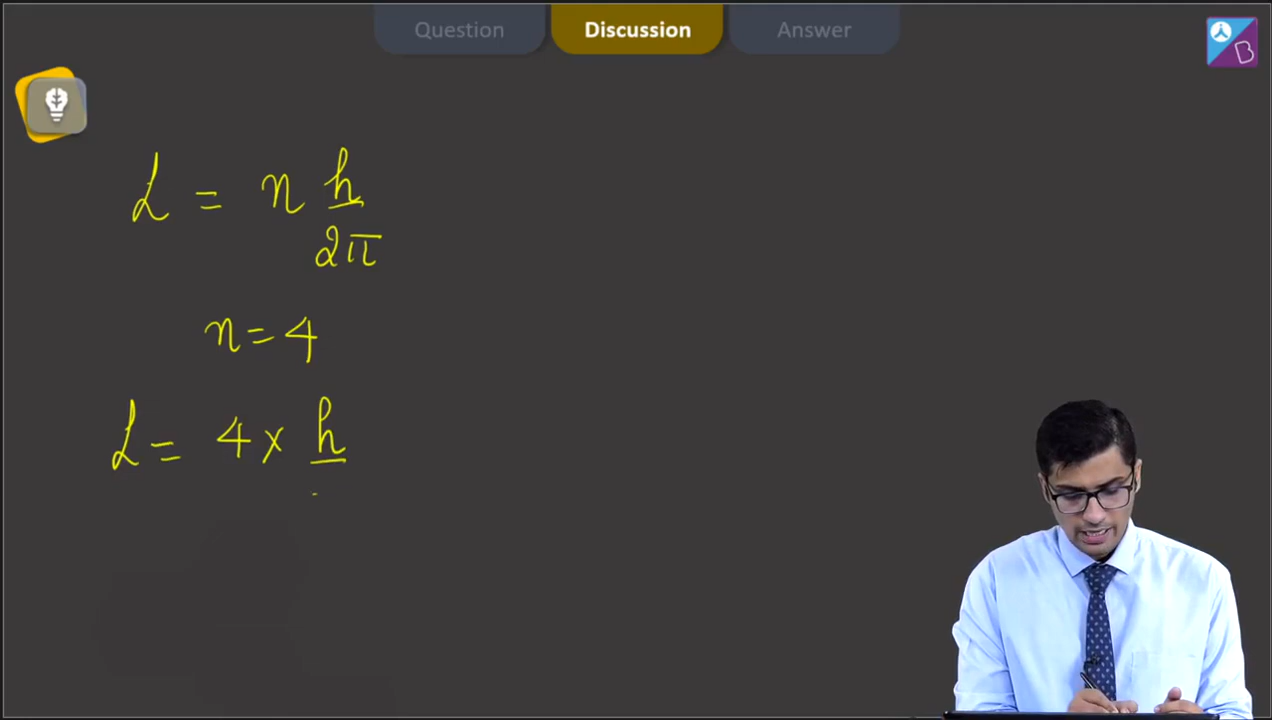 Question Discussion Answer
B
L = n h
2π
n = 4
L = 4 × h